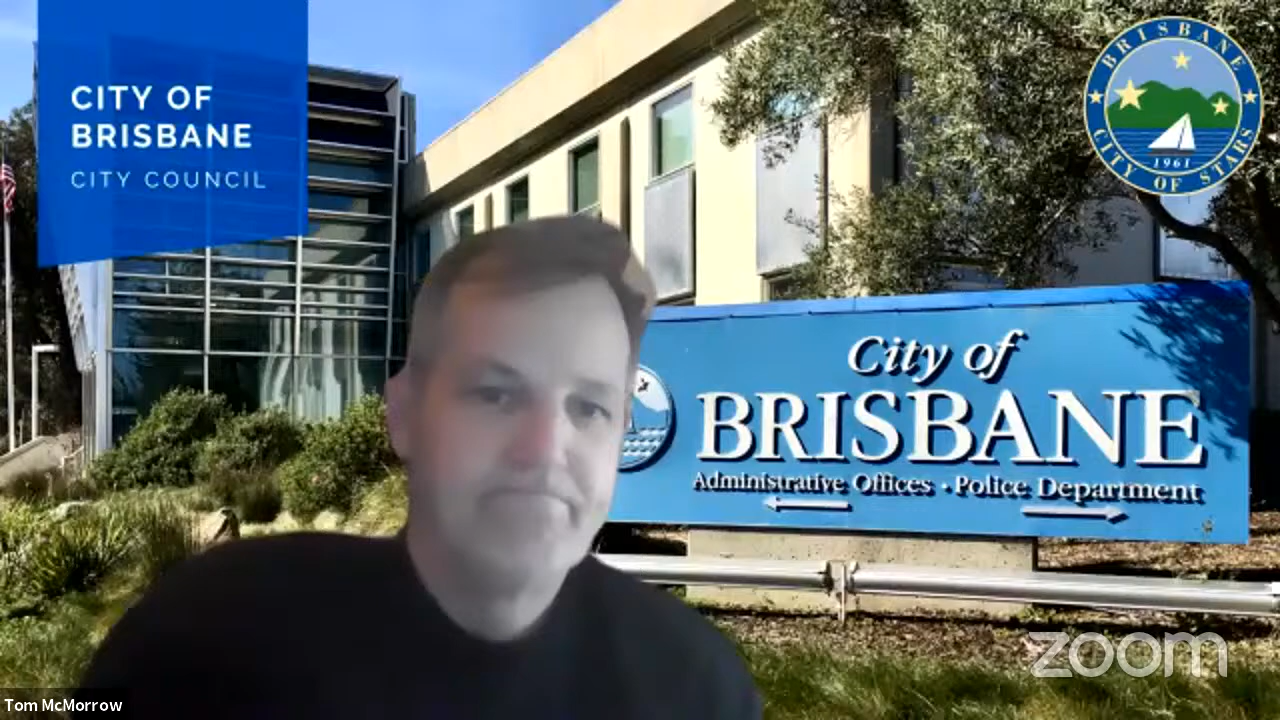 CITY OF
BRISBANE
CITY COUNCIL
BRISBANE
1961
CITY OF STARS
City of
BRISBANE
Administrative Offices · Police Department
zoom
Tom McMorrow